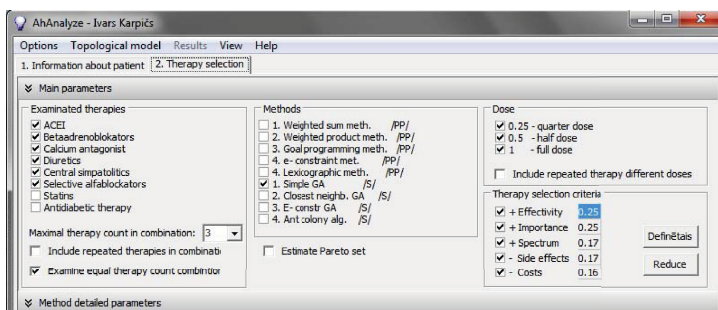 AhAnalyze - Ivars Karpičs
Options Topological model Results View Help
1. Information about patient 2. Therapy selection
Main parameters
Examinated therapies
ACEI
Betaadrenoblokators
Calcium antagonist
Diuretics
Central simpatolitics
Selective alfablockators
Statins
Antidiabetic therapy
Maximal therapy count in combination: 3
Include repeated therapies in combinatio
Examine equal therapy count
Methods
1. Weighted sum meth. /PP/
2. Weighted product meth. /PP/
3. Goalprogramming meth. /PP/
4. e- constraint met. /PP/
4. Lexicographic meth. /PP/
1. Simple GA /S/
2. Closest neighb. GA /S/
3. E- constr GA /S/
4. Ant colony alg. /S/
Estimate Pareto set
Dose
0.25 - quarter dose
0.5 - half dose
1 - full dose
Include repeated therapy different doses
Therapy selection criteria
+ Effectivity 0.25
+ Importance 0.25
+ Spectrum 0.17
- Side effects 0.17
- Costs 0.16
Definētais
Reduce
Method detailed parameters